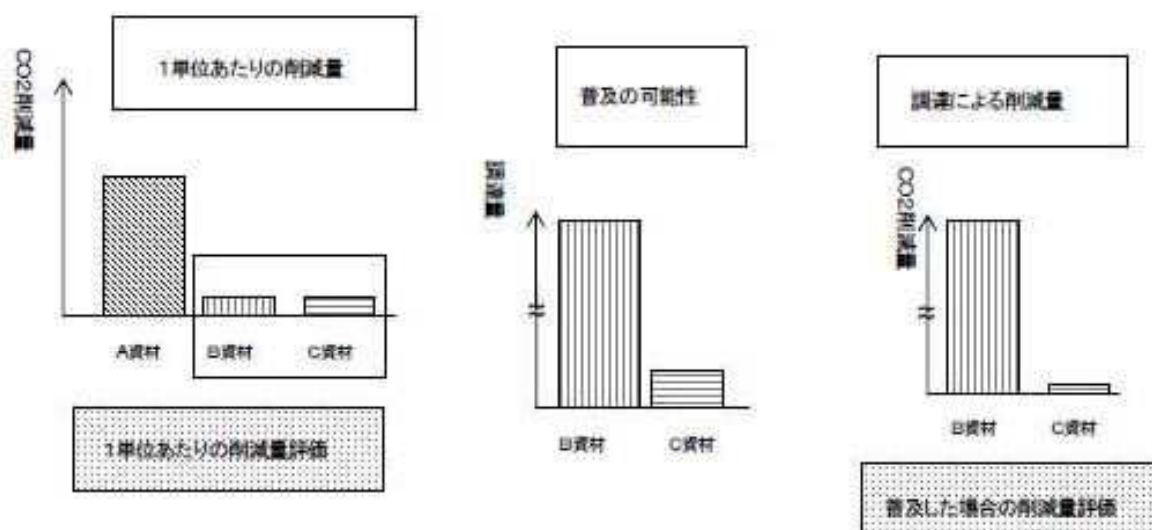 1単位あたりの削減量
CO2削減量
A資材
B資材
C資材
1単位あたりの削減量評価
普及の可能性
調達量
B資材
C資材
調達による削減量
CO2削減量
B資材
C資材
普及した場合の削減量評価